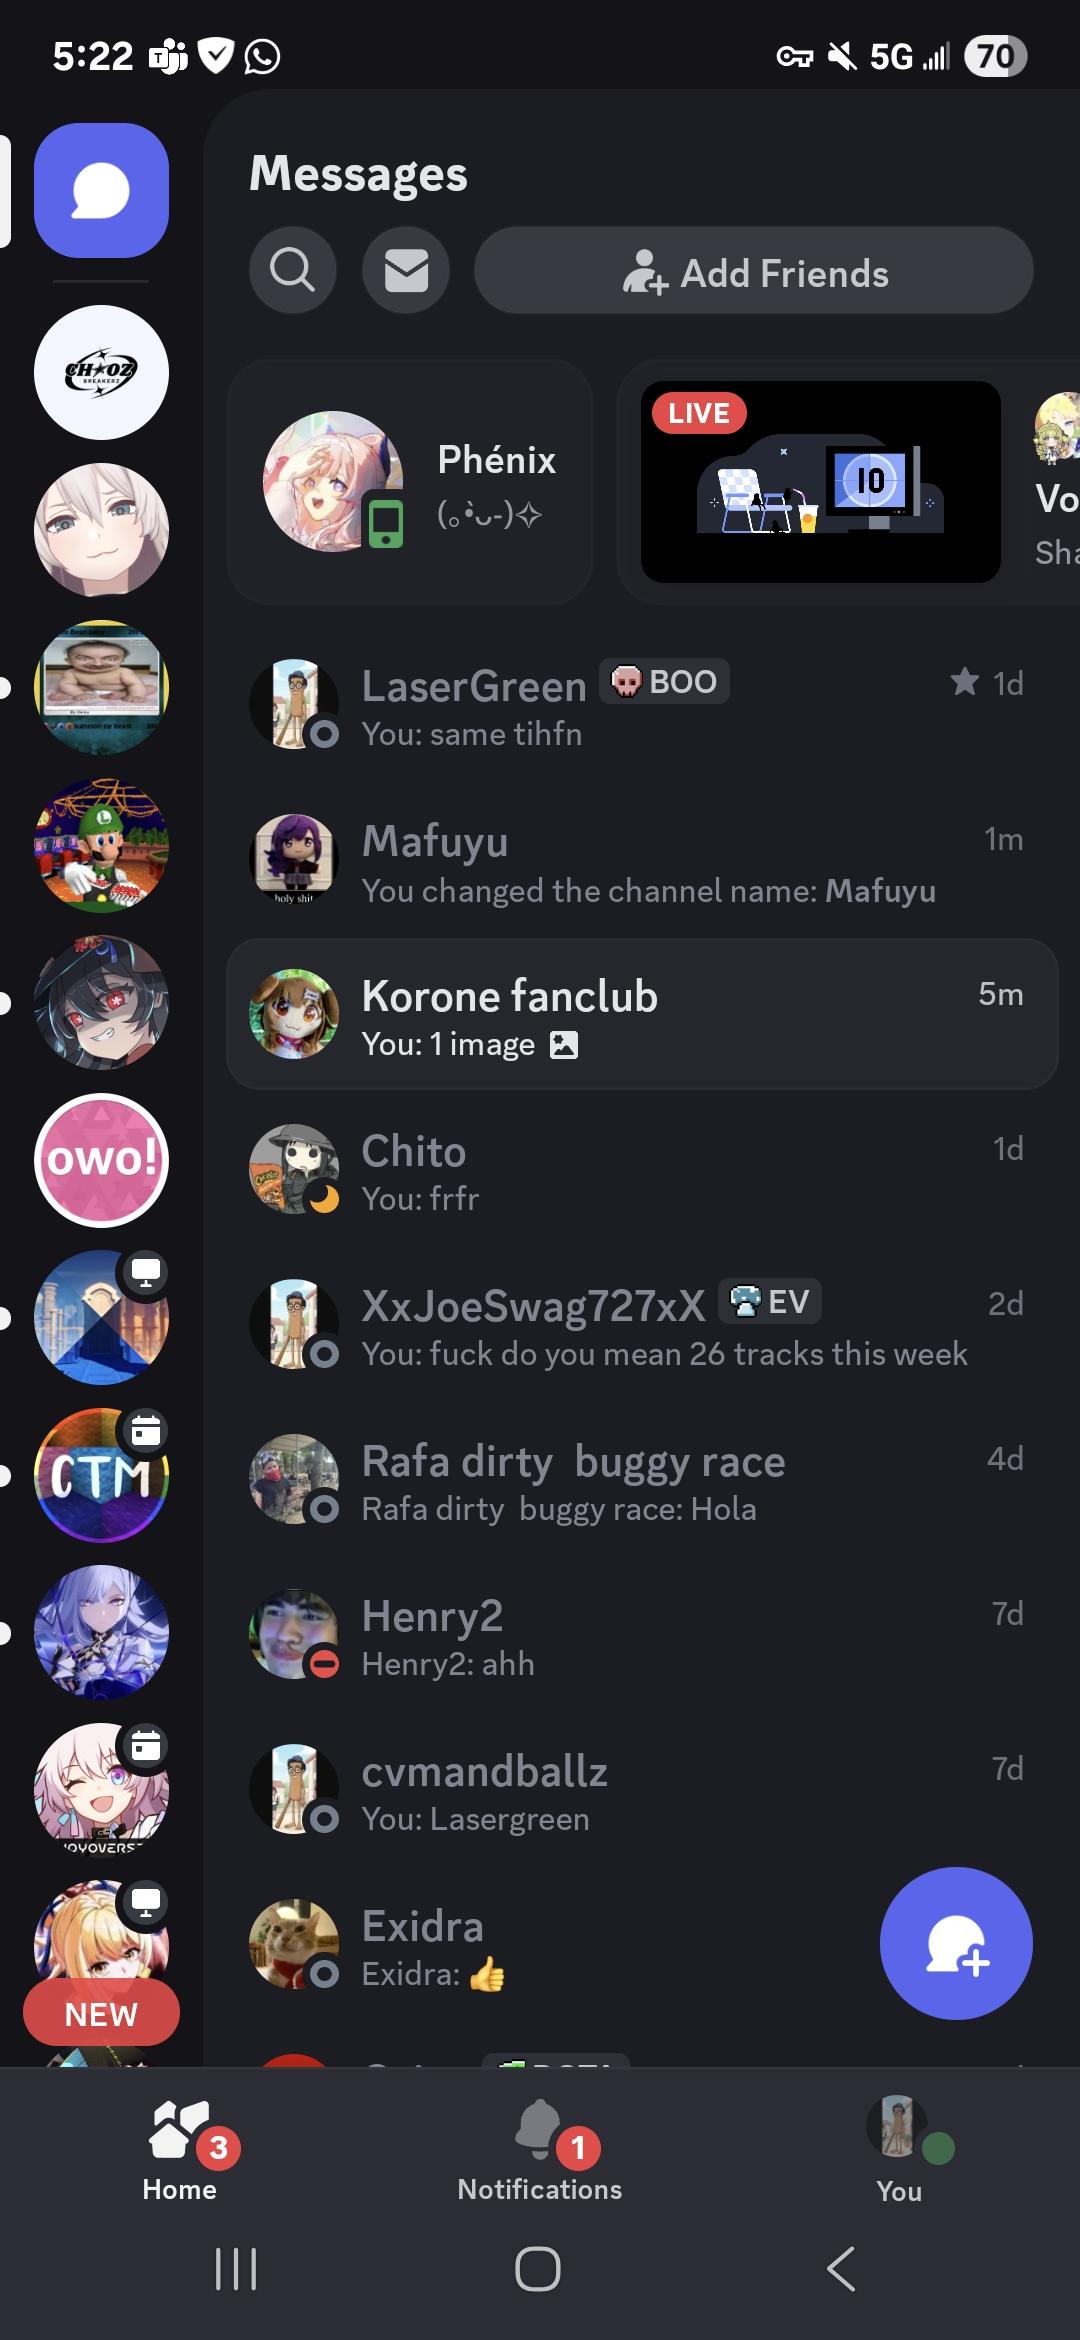 5:22
5G
70
Messages
Add Friends
CH★OZ
BREAKERZ
Phénix
(｡•̀ᴗ-)✧
LIVE
10
Vo
Sha
LaserGreen
BOO
1d
You: same tihfn
Mafuyu
1m
You changed the channel name: Mafuyu
holy shit
Korone fanclub
5m
You: 1 image
owo!
Chito
1d
You: frfr
XxJoeSwag727xX
EV
2d
You: fuck do you mean 26 tracks this week
CTM
Rafa dirty  buggy race
4d
Rafa dirty  buggy race: Hola
Henry2
7d
Henry2: ahh
cvmandballz
7d
You: Lasergreen
Exidra
Exidra: 👍
NEW
3
Home
1
Notifications
You